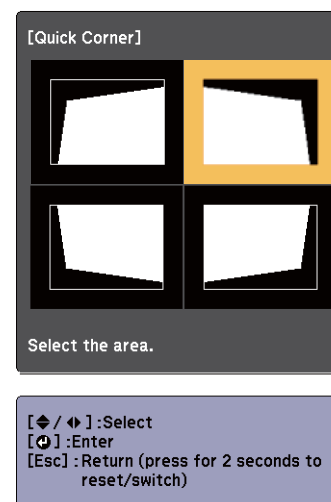 [Quick Corner]
Select the area.
[◆/◆] :Select
[↵] :Enter
[Esc] : Return (press for 2 seconds to
reset/switch)